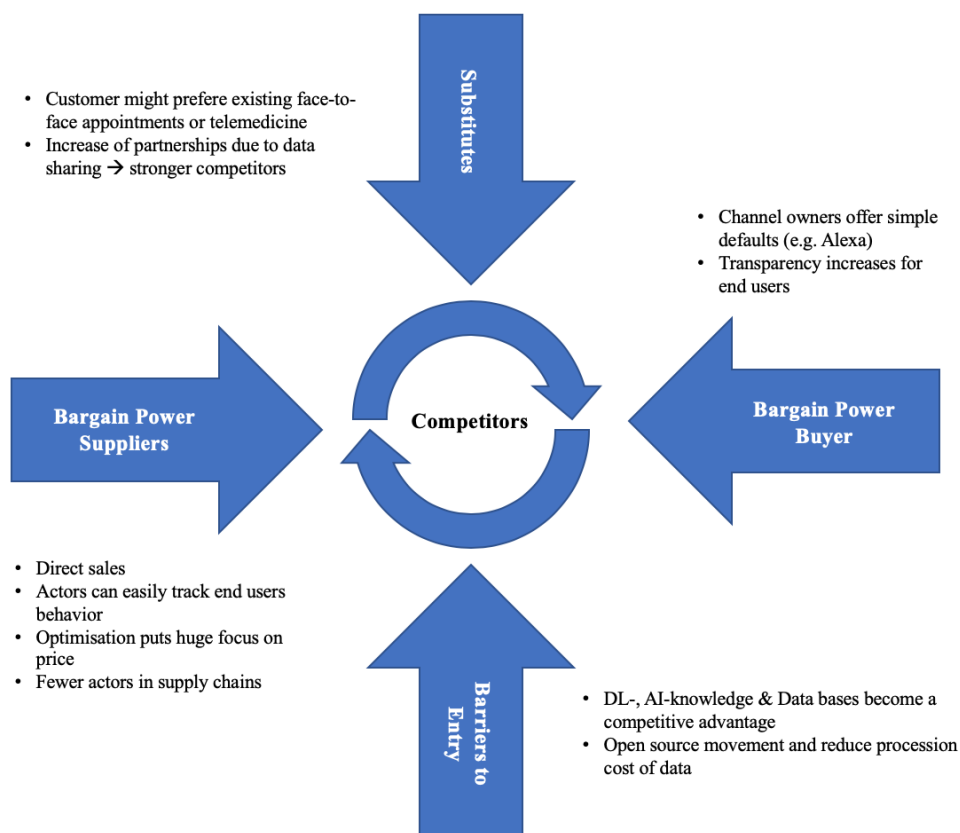 Substitutes
• Customer might prefere existing face-to-
face appointments or telemedicine
• Increase of partnerships due to data
sharing → stronger competitors
• Channel owners offer simple
defaults (e.g. Alexa)
• Transparency increases for
end users
Bargain Power
Suppliers
Competitors
Bargain Power
Buyer
• Direct sales
• Actors can easily track end users
behavior
• Optimisation puts huge focus on
price
• Fewer actors in supply chains
Barriers to
Entry
• DL-, AI-knowledge & Data bases become a
competitive advantage
• Open source movement and reduce procession
cost of data